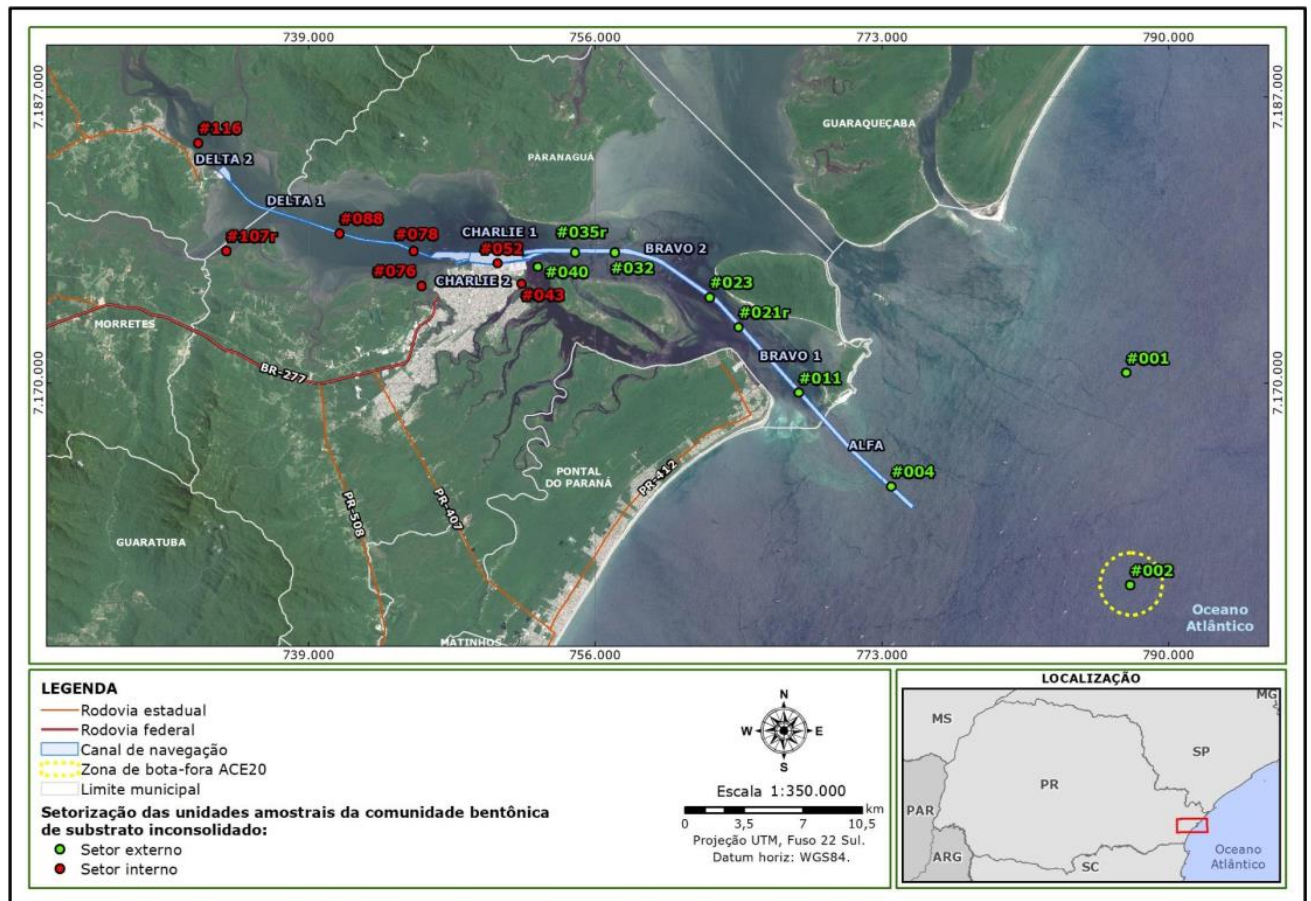 739.000
756.000
773.000
790.000
7.187.000
7.187.000
#116
GUARAQUEÇABA
DELTA 2
PARANAGUÁ
DELTA 1
#088
#078
CHARLIE 1
#035r
#107r
#052
BRAVO 2
#032
#076
CHARLIE 2
#040
#043
#023
MORRETES
#021r
BR-277
BRAVO 1
#001
7.170.000
7.170.000
#011
ALFA
PONTAL
DO PARANÁ
PR-412
#004
PR-508
PR-407
GUARATUBA
#002
Oceano
Atlântico
MATINHOS
739.000
756.000
773.000
790.000
LEGENDA
Rodovia estadual
Rodovia federal
Canal de navegação
Zona de bota-fora ACE20
Limite municipal
Setorização das unidades amostrais da comunidade bentônica
de substrato inconsolidado:
Setor externo
Setor interno
N
W
E
S
Escala 1:350.000
km
0
3,5
7
10,5
Projeção UTM, Fuso 22 Sul.
Datum horiz: WGS84.
LOCALIZAÇÃO
MG
MS
SP
PR
PAR
ARG
SC
Oceano
Atlântico